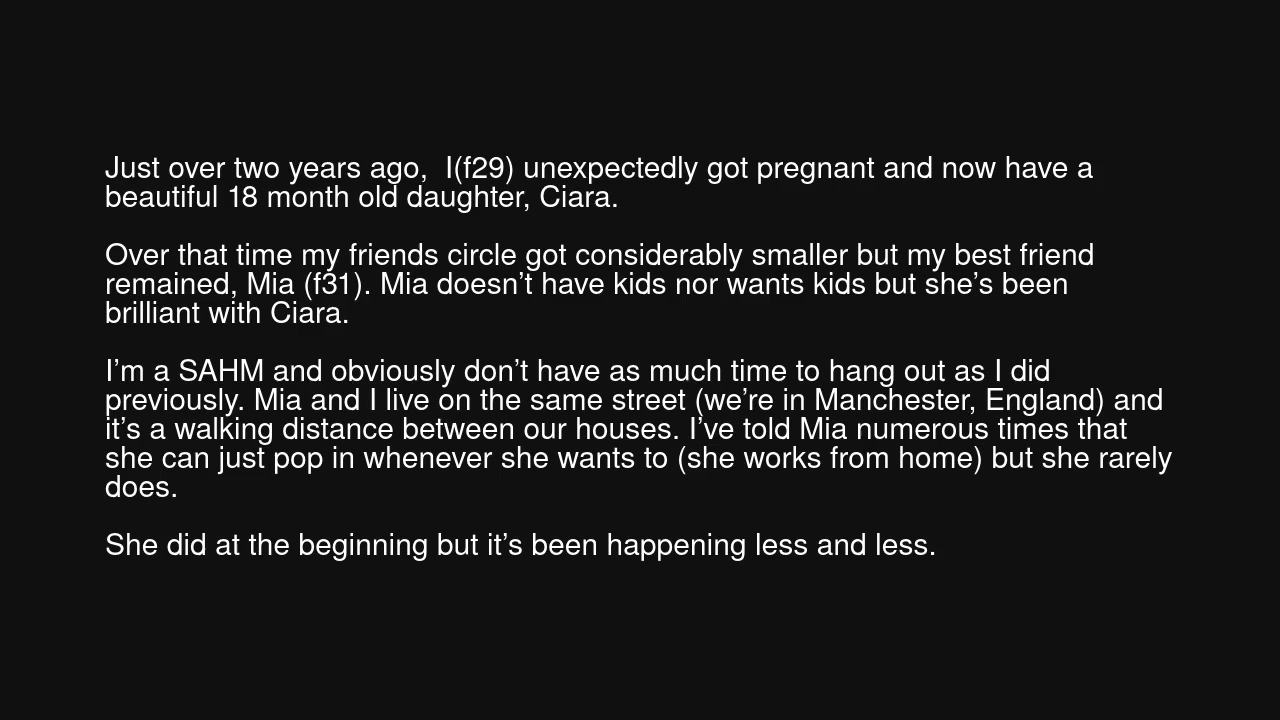 Just over two years ago,  I(f29) unexpectedly got pregnant and now have a
beautiful 18 month old daughter, Ciara.
Over that time my friends circle got considerably smaller but my best friend
remained, Mia (f31). Mia doesn’t have kids nor wants kids but she’s been
brilliant with Ciara.
I’m a SAHM and obviously don’t have as much time to hang out as I did
previously. Mia and I live on the same street (we’re in Manchester, England) and
it’s a walking distance between our houses. I’ve told Mia numerous times that
she can just pop in whenever she wants to (she works from home) but she rarely
does.
She did at the beginning but it’s been happening less and less.